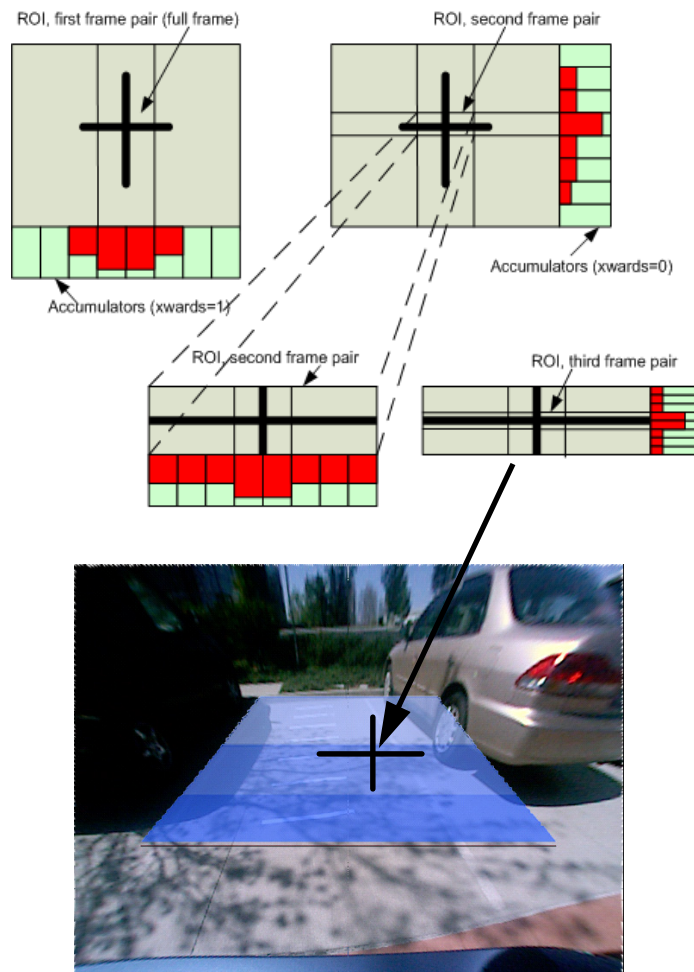 ROI, first frame pair (full frame)
ROI, second frame pair
Accumulators (xwards=0)
Accumulators (xwards=1)
ROI, second frame pair
ROI, third frame pair